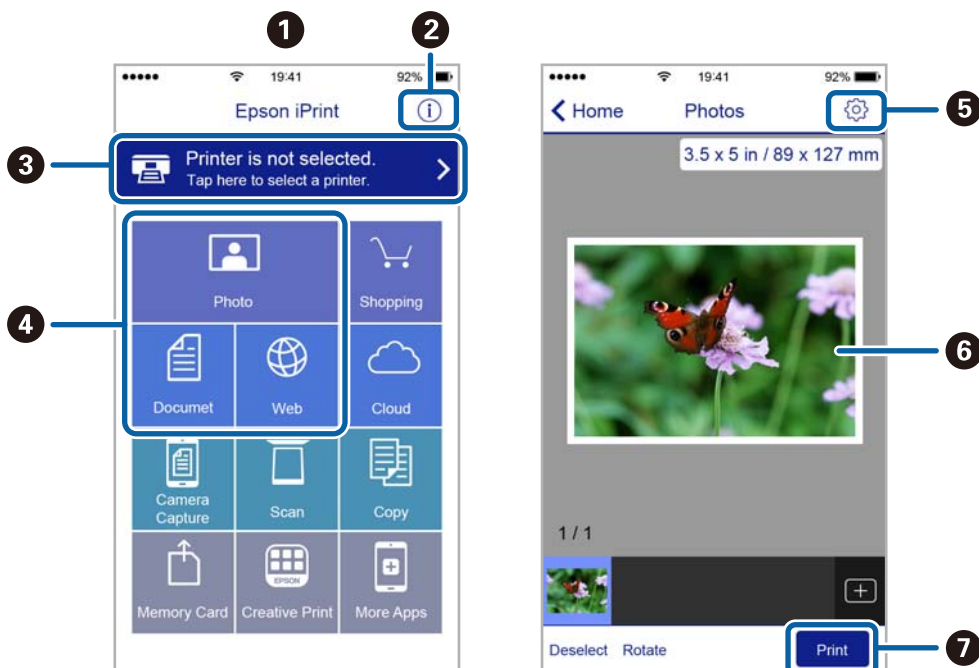 1
2
19:41
92%
Epson iPrint
i
3
Printer is not selected.
Tap here to select a printer.
4
Photo
Shopping
Documet
Web
Cloud
Camera
Capture
Scan
Copy
Memory Card
EPSON
Creative Print
More Apps
19:41
92%
Home
Photos
5
3.5 x 5 in / 89 x 127 mm
6
1 / 1
Deselect
Rotate
Print
7